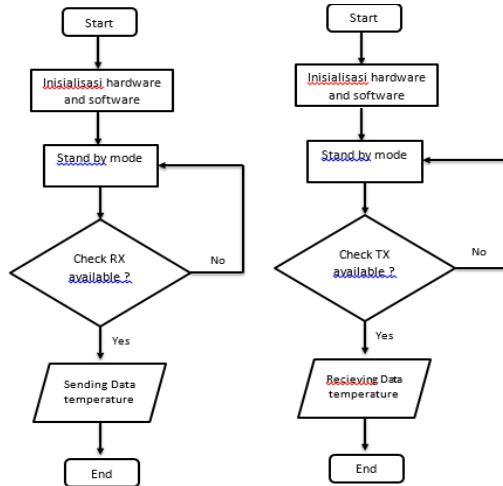 Start
Inisialisasi hardware
and software
Stand by mode
Check RX
available ?
No
Yes
Sending Data
temperature
End
Start
Inisialisasi hardware
and software
Stand by mode
Check TX
available ?
No
Yes
Recieving Data
temperature
End